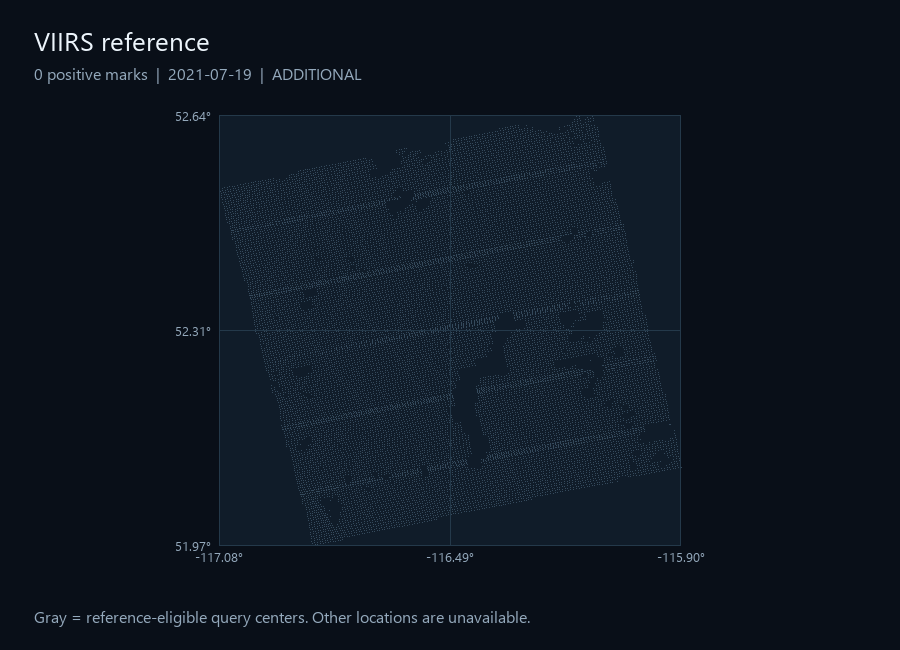 VIIRS reference
0 positive marks | 2021-07-19 | ADDITIONAL
52.64°
52.31°
51.97°
-117.08°
-116.49°
-115.90°
Gray = reference-eligible query centers. Other locations are unavailable.